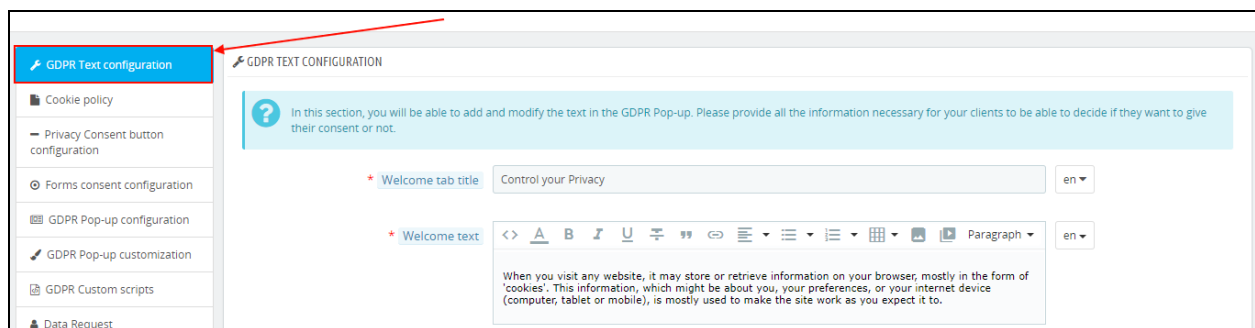 GDPR Text configuration
Cookie policy
Privacy Consent button
configuration
Forms consent configuration
GDPR Pop-up configuration
GDPR Pop-up customization
GDPR Custom scripts
Data Request
GDPR TEXT CONFIGURATION
In this section, you will be able to add and modify the text in the GDPR Pop-up. Please provide all the information necessary for your clients to be able to decide if they want to give
their consent or not.
* Welcome tab title
Control your Privacy
en
* Welcome text
Paragraph
en
When you visit any website, it may store or retrieve information on your browser, mostly in the form of
'cookies'. This information, which might be about you, your preferences, or your internet device
(computer, tablet or mobile), is mostly used to make the site work as you expect it to.